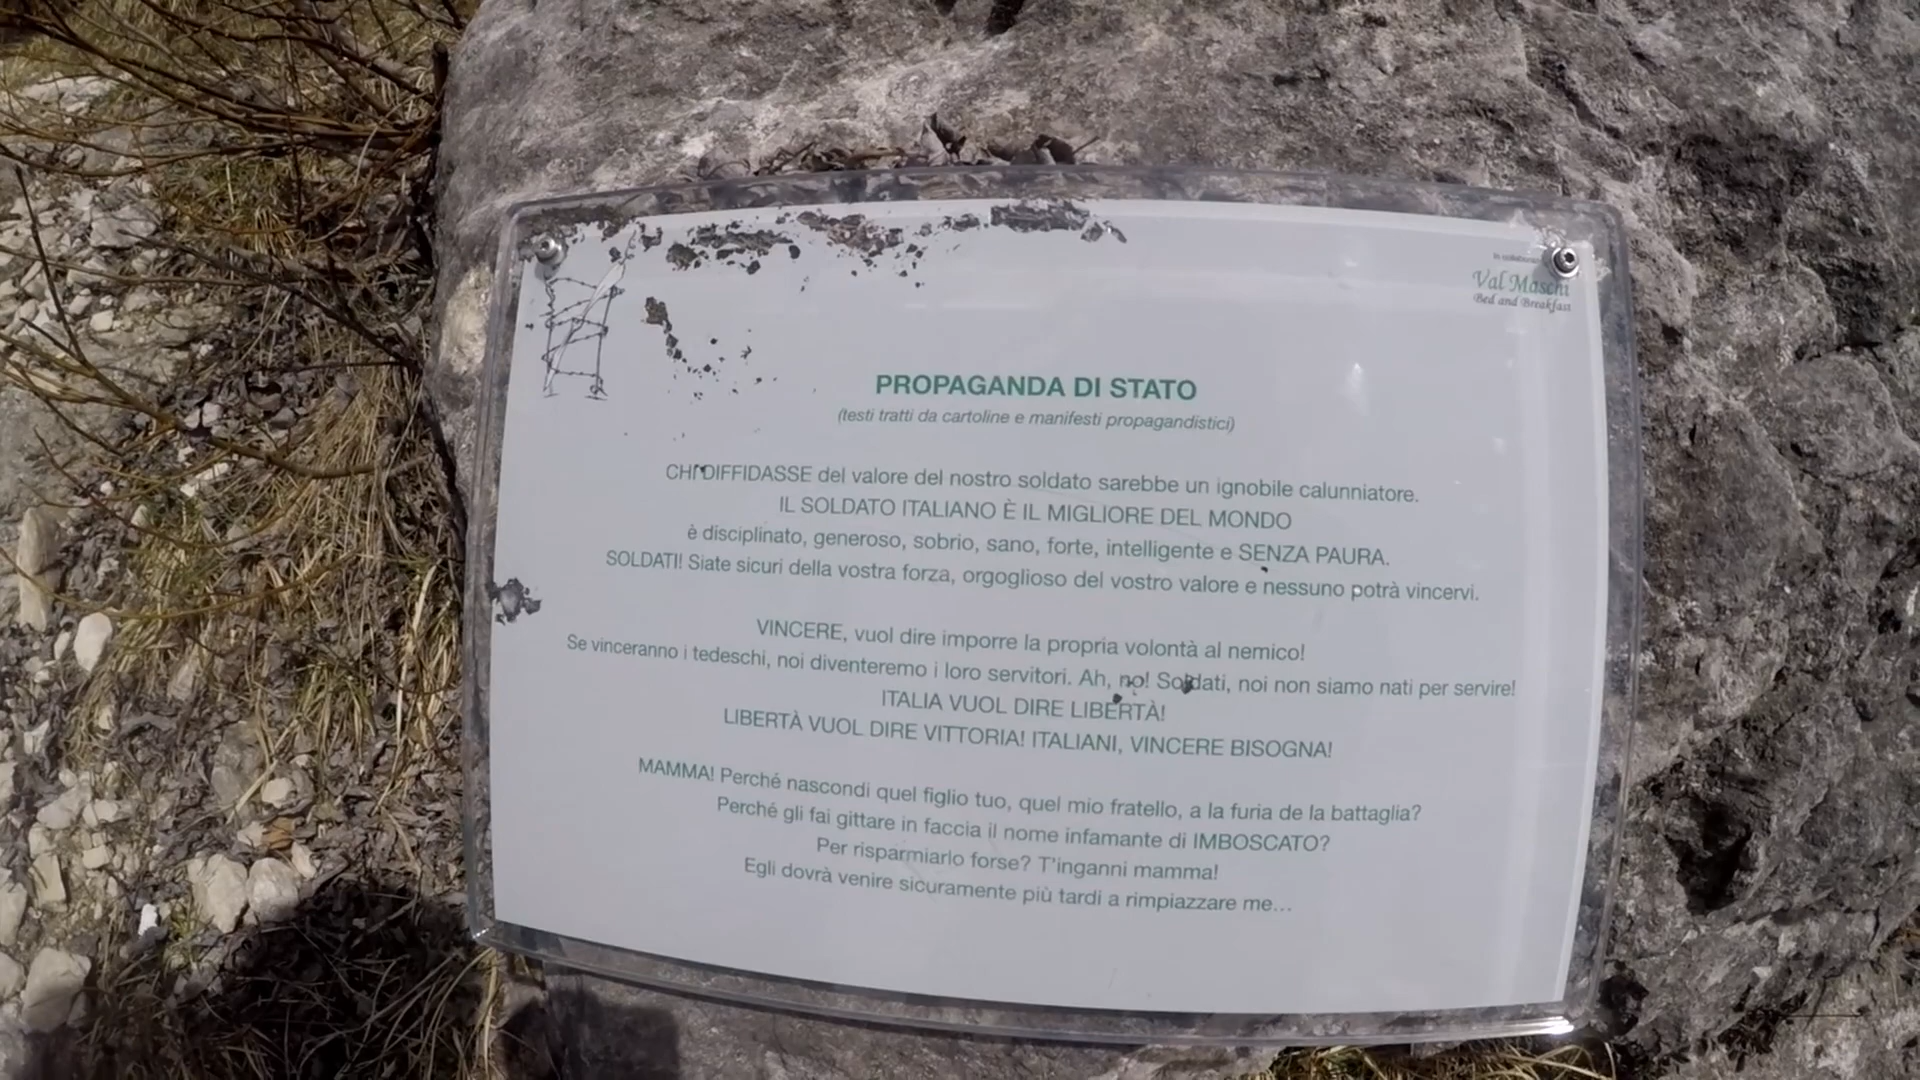 In collabora
Val Maschi
Bed and Breakfast
PROPAGANDA DI STATO
(testi tratti da cartoline e manifesti propagandistici)
CHI DIFFIDASSE del valore del nostro soldato sarebbe un ignobile calunniatore.
IL SOLDATO ITALIANO È IL MIGLIORE DEL MONDO
è disciplinato, generoso, sobrio, sano, forte, intelligente e SENZA PAURA.
SOLDATI! Siate sicuri della vostra forza, orgoglioso del vostro valore e nessuno potrà vincervi.
VINCERE, vuol dire imporre la propria volontà al nemico!
Se vinceranno i tedeschi, noi diventeremo i loro servitori. Ah, no! Soldati, noi non siamo nati per servire!
ITALIA VUOL DIRE LIBERTÀ!
LIBERTÀ VUOL DIRE VITTORIA! ITALIANI, VINCERE BISOGNA!
MAMMA! Perché nascondi quel figlio tuo, quel mio fratello, a la furia de la battaglia?
Perché gli fai gittare in faccia il nome infamante di IMBOSCATO?
Per risparmiarlo forse? T'inganni mamma!
Egli dovrà venire sicuramente più tardi a rimpiazzare me...